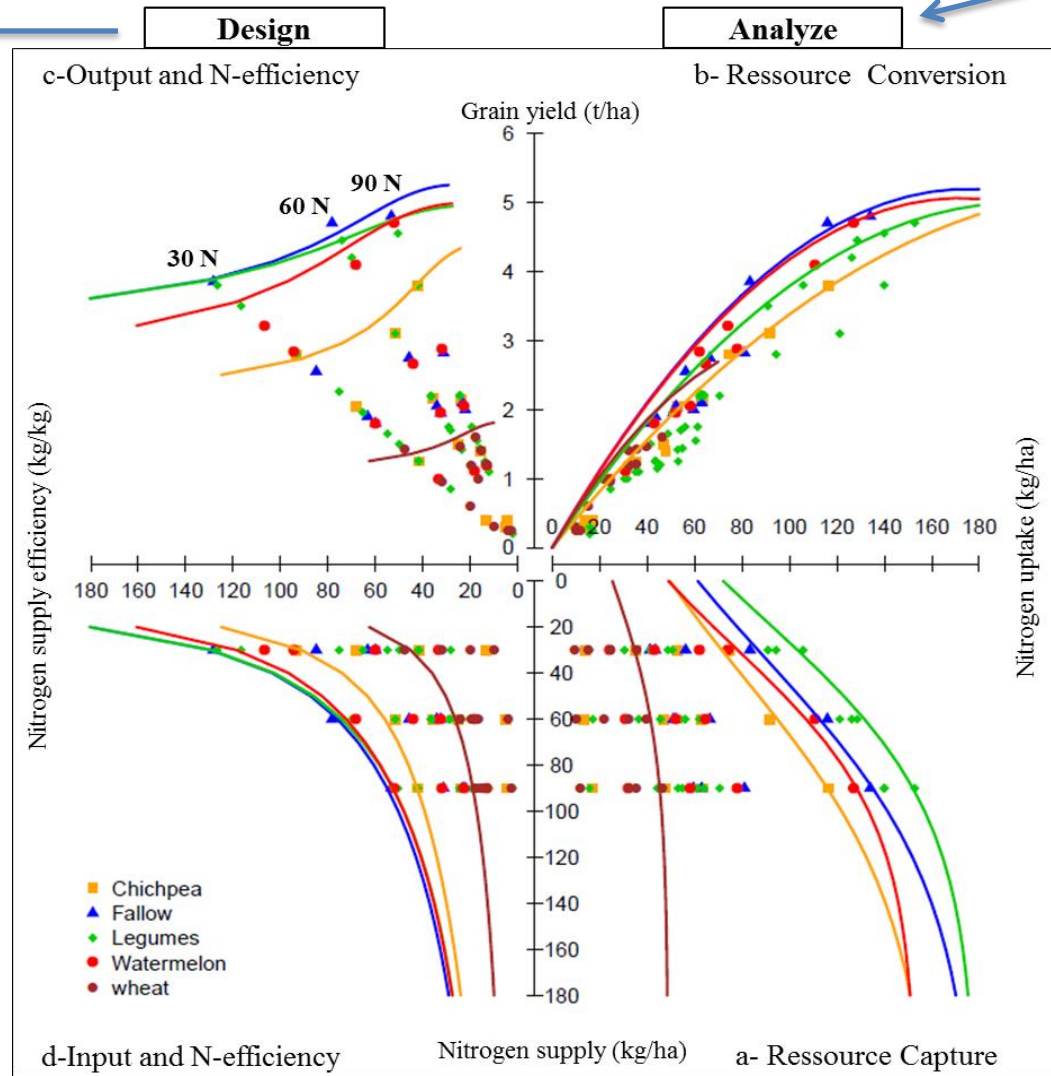 Design
Analyze
c-Output and N-efficiency
b- Ressource Conversion
Grain yield (t/ha)
6
5
4
3
2
1
0
90 N
60 N
30 N
0 20 40 60 80 100 120 140 160 180
180 160 140 120 100 80 60 40 20 0
0
20
40
60
80
100
120
140
160
180
Nitrogen supply efficiency (kg/kg)
Nitrogen uptake (kg/ha)
Chichpea
Fallow
Legumes
Watermelon
wheat
d-Input and N-efficiency
Nitrogen supply (kg/ha)
a- Ressource Capture